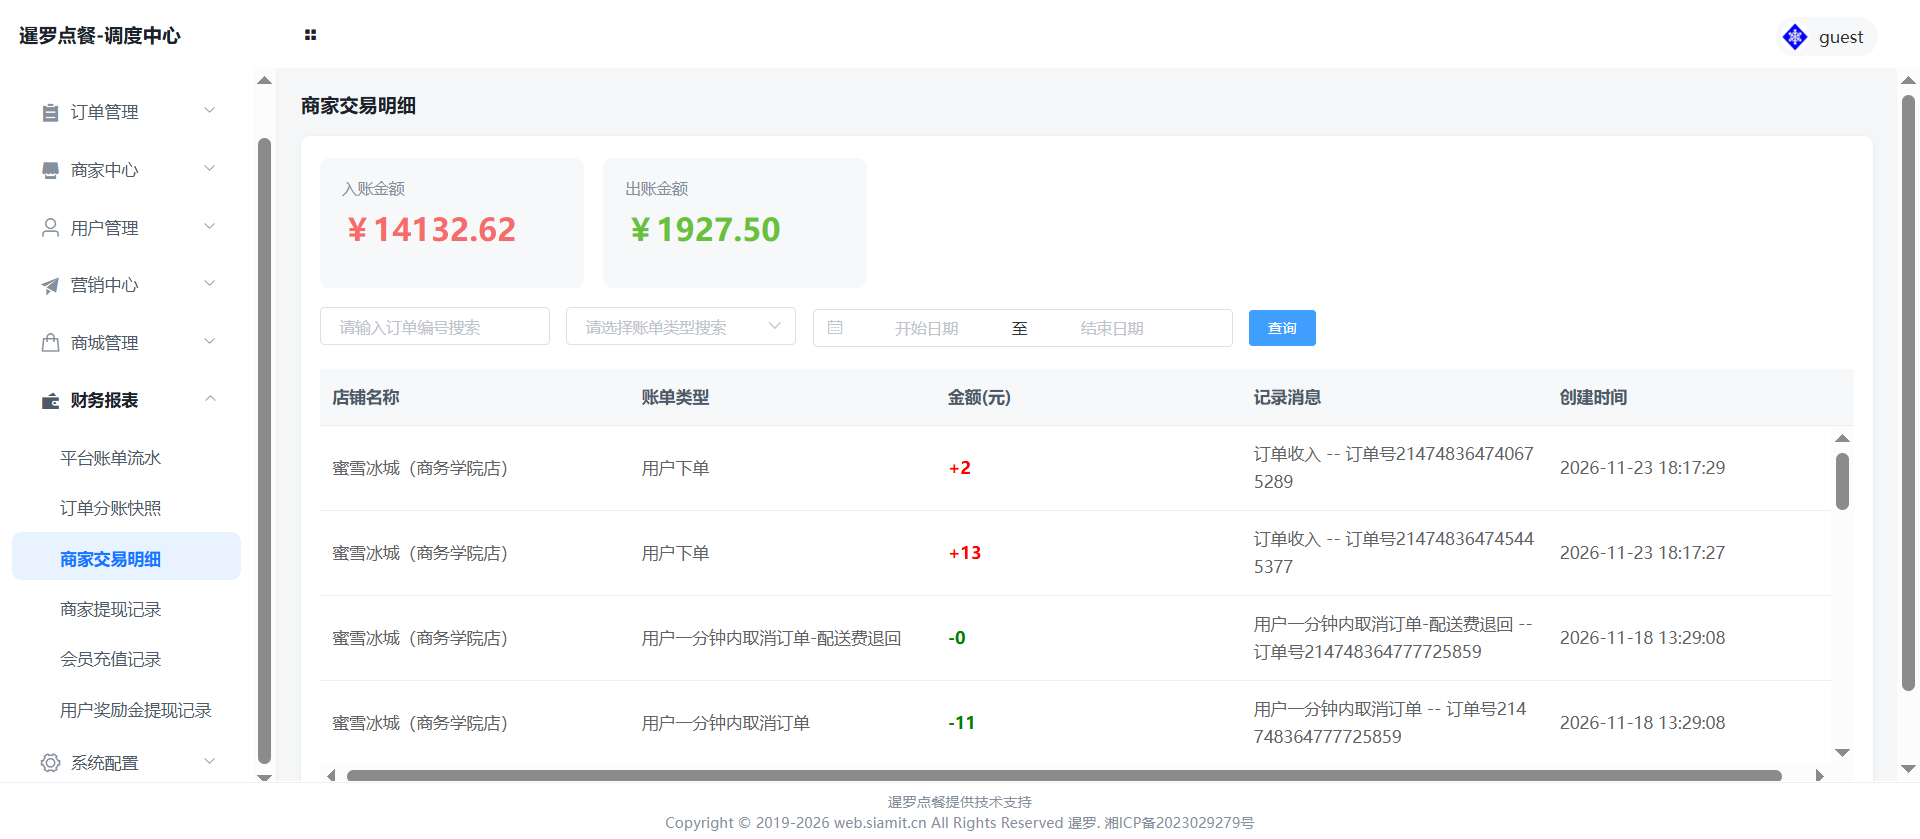 暹罗点餐-调度中心
guest
订单管理
商家中心
用户管理
营销中心
商城管理
财务报表
平台账单流水
订单分账快照
商家交易明细
商家提现记录
会员充值记录
用户奖励金提现记录
系统配置
商家交易明细
入账金额
￥14132.62
出账金额
￥1927.50
请输入订单编号搜索
请选择账单类型搜索
开始日期 至 结束日期
查询
店铺名称 账单类型 金额(元) 记录消息 创建时间
蜜雪冰城（商务学院店） 用户下单 +2 订单收入 -- 订单号21474836474067
5289 2026-11-23 18:17:29
蜜雪冰城（商务学院店） 用户下单 +13 订单收入 -- 订单号21474836474544
5377 2026-11-23 18:17:27
蜜雪冰城（商务学院店） 用户一分钟内取消订单-配送费退回 -0 用户一分钟内取消订单-配送费退回 --
订单号214748364777725859 2026-11-18 13:29:08
蜜雪冰城（商务学院店） 用户一分钟内取消订单 -11 用户一分钟内取消订单 -- 订单号214
748364777725859 2026-11-18 13:29:08
暹罗点餐提供技术支持
Copyright © 2019-2026 web.siamit.cn All Rights Reserved 暹罗. 湘ICP备2023029279号